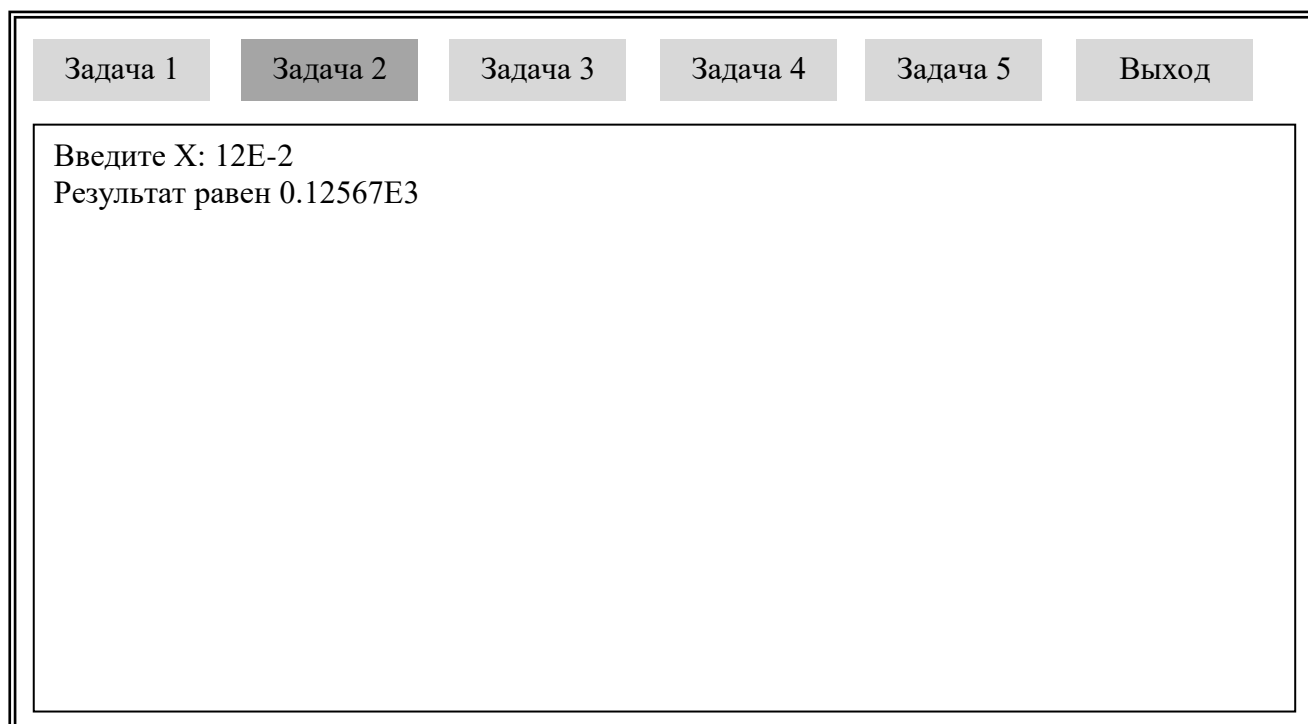 Задача 1 Задача 2 Задача 3 Задача 4 Задача 5 Выход
Введите X: 12E-2
Результат равен 0.12567E3